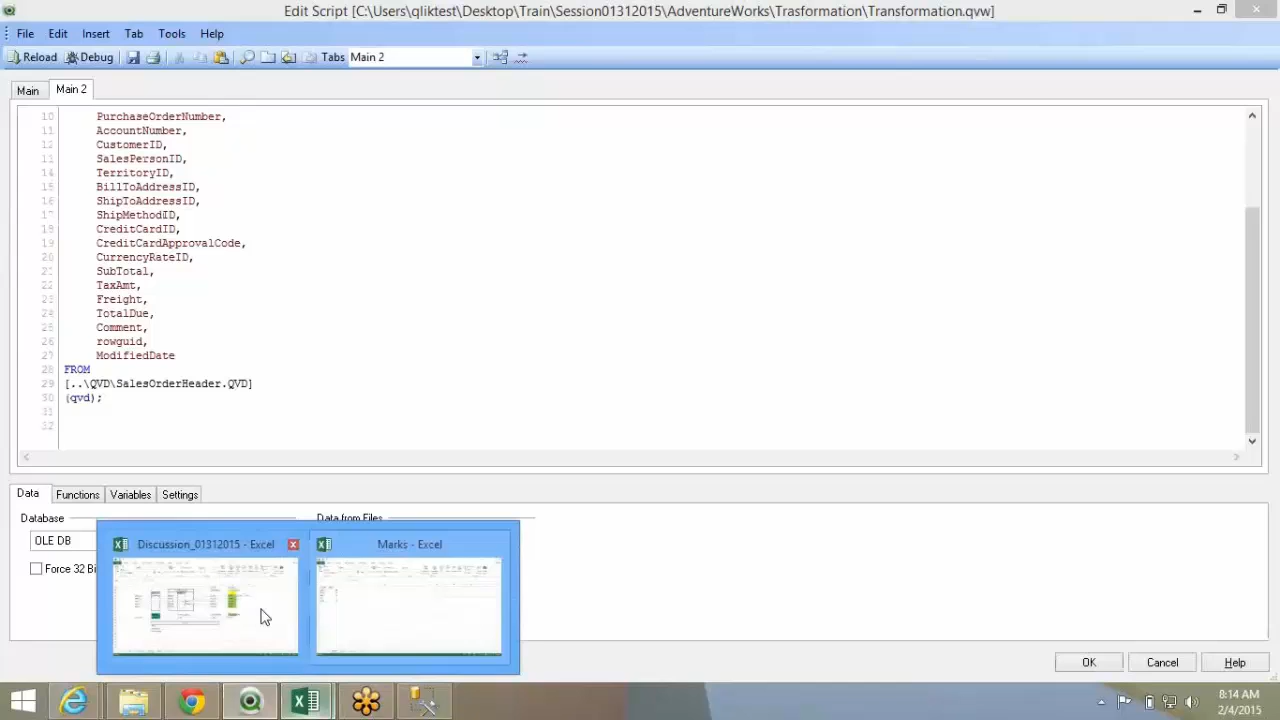 Edit Script [C:\Users\qliktest\Desktop\Train\Session01312015\AdventureWorks\Trasformation\Transformation.qvw]
File Edit Insert Tab Tools Help
Reload Debug Tabs Main 2
Main Main 2
10 PurchaseOrderNumber,
11 AccountNumber,
12 CustomerID,
SalesPersonID,
14 TerritoryID,
15 BillToAddressID,
16 ShipToAddressID,
17 ShipMethodID,
CreditCardID,
19 CreditCardApprovalCode,
20 CurrencyRateID,
21 SubTotal,
22 TaxAmt,
23 Freight,
24 TotalDue,
25 Comment,
26 rowguid,
27 ModifiedDate
28 FROM
29 [..\QVD\SalesOrderHeader.QVD]
30 (qvd);
31
32
Data Functions Variables Settings
Database Data from Files
OLE DB
Force 32 Bi
Discussion_01312015 - Excel Marks - Excel
OK Cancel Help
8:14 AM
2/4/2015